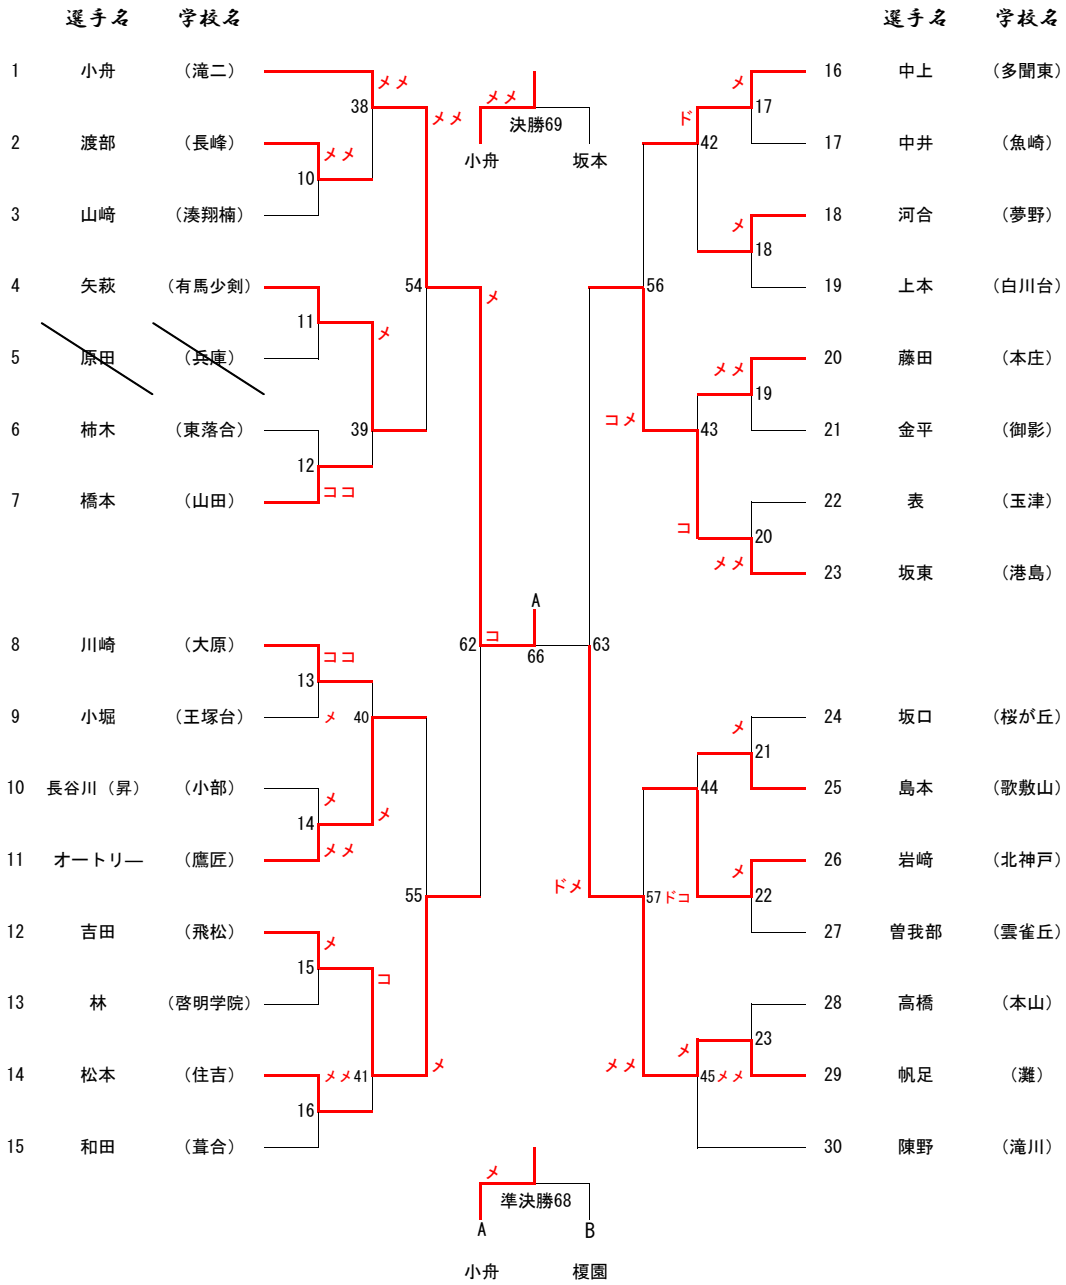 選手名 学校名 選手名 学校名
1 小舟 (滝二) メメ 38 メメ メメ 決勝69 メ 17 16 中上 (多聞東)
2 渡部 (長峰) メメ 10 小舟 坂本 ド 42 17 中井 (魚崎)
3 山﨑 (湊翔楠) メ 18 18 河合 (夢野)
4 矢萩 (有馬少剣) 11 メ 54 メ 56 19 上本 (白川台)
5 原田 (兵庫) メメ 19 20 藤田 (本庄)
6 柿木 (東落合) 39 12 コメ 43 21 金平 (御影)
7 橋本 (山田) ココ コ 20 22 表 (玉津)
メメ 23 坂東 (港島)
A
8 川崎 (大原) ココ 13 62 コ 66 63
9 小堀 (王塚台) メ 40 メ 21 24 坂口 (桜が丘)
10 長谷川（昇） (小部) メ 14 メ 44 25 島本 (歌敷山)
11 オートリ― (鷹匠) メメ 55 ドメ 57 ドコ メ 22 26 岩﨑 (北神戸)
12 吉田 (飛松) メ 15 コ 27 曽我部 (雲雀丘)
13 林 (啓明学院) 23 28 高橋 (本山)
14 松本 (住吉) メメ 41 16 メ メメ メ 45 メメ 29 帆足 (灘)
15 和田 (葺合) 30 陳野 (滝川)
メ
準決勝68
A B
小舟 榎園